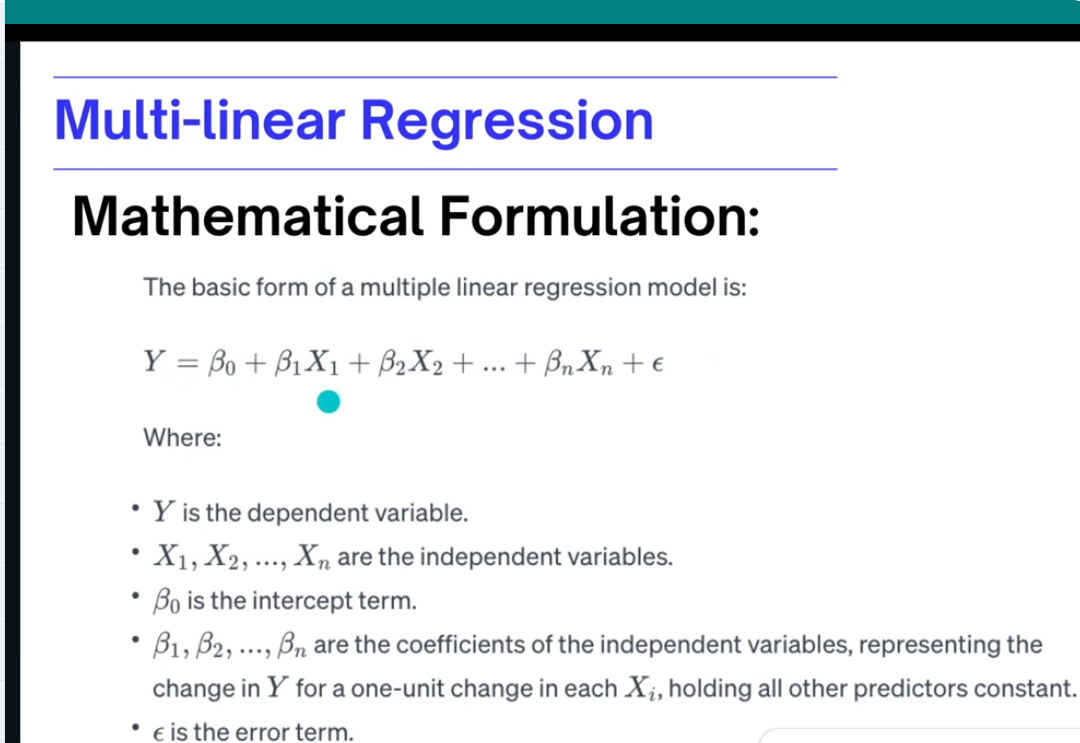 Multi-linear Regression
Mathematical Formulation:
The basic form of a multiple linear regression model is:
Y = β₀ + β₁X₁ + β₂X₂ + ... + βₙXₙ + ϵ
Where:
• Y is the dependent variable.
• X₁, X₂, ..., Xₙ are the independent variables.
• β₀ is the intercept term.
• β₁, β₂, ..., βₙ are the coefficients of the independent variables, representing the
change in Y for a one-unit change in each Xᵢ, holding all other predictors constant.
• ϵ is the error term.